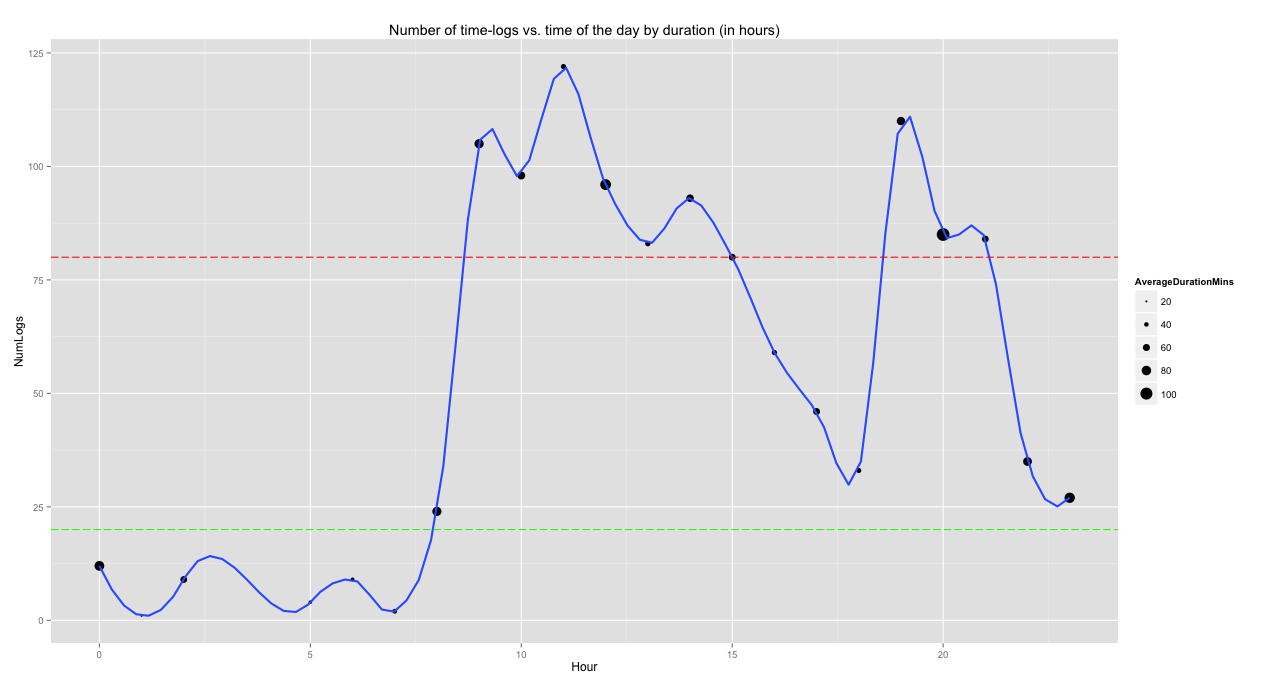 Number of time-logs vs. time of the day by duration (in hours)
125
100
75
50
25
0
NumLogs
0 5 10 15 20
Hour
AverageDurationMins
20
40
60
80
100